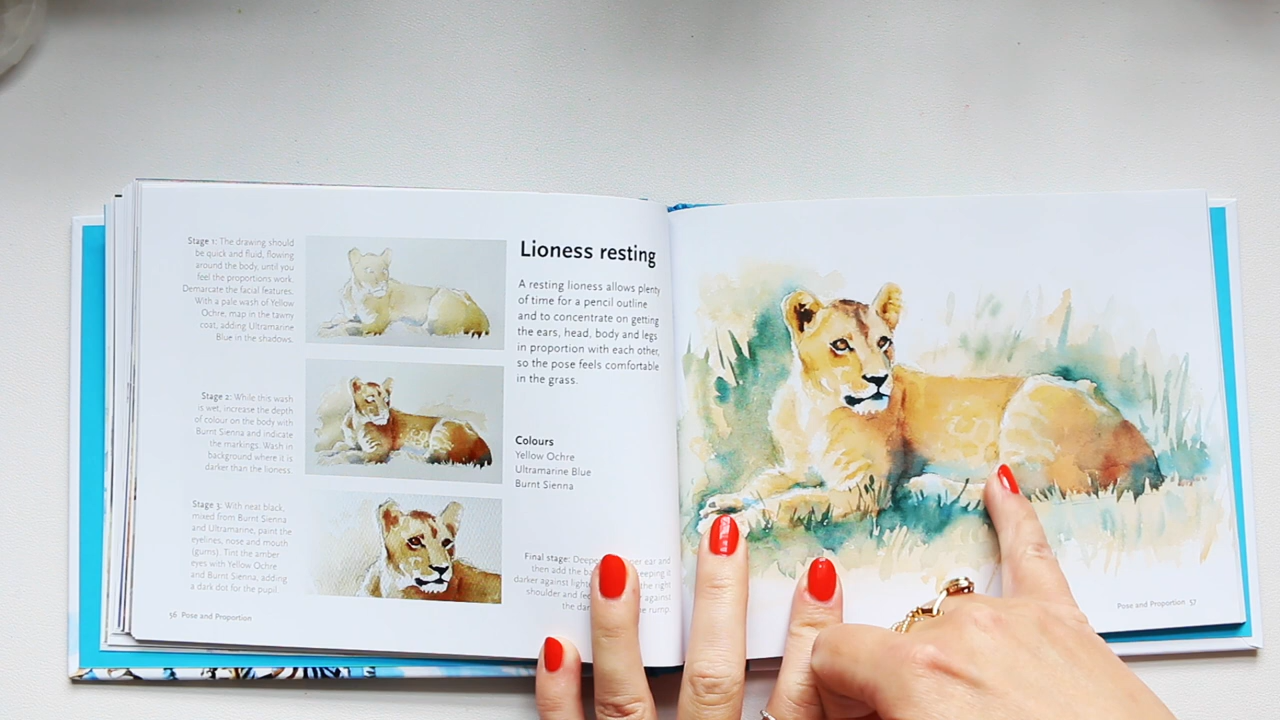 Stage 1: The drawing should
be quick and fluid, flowing
around the body, until you
feel the proportions work.
Demarcate the facial features.
With a pale wash of Yellow
Ochre, map in the tawny
coat, adding Ultramarine
Blue in the shadows.
Stage 2: While this wash
is wet, increase the depth
of colour on the body with
Burnt Sienna and indicate
the markings. Wash in
background where it is
darker than the lioness.
Stage 3: With neat black,
mixed from Burnt Sienna
and Ultramarine, paint the
eyelines, nose and mouth
(gums). Tint the amber
eyes with Yellow Ochre
and Burnt Sienna, adding
a dark dot for the pupil.
56 Pose and Proportion
Lioness resting
A resting lioness allows plenty
of time for a pencil outline
and to concentrate on getting
the ears, head, body and legs
in proportion with each other,
so the pose feels comfortable
in the grass.
Colours
Yellow Ochre
Ultramarine Blue
Burnt Sienna
Final stage: ear and
then add the keeping it
darker against the right
shoulder and against
the rump.
Pose and Proportion 57